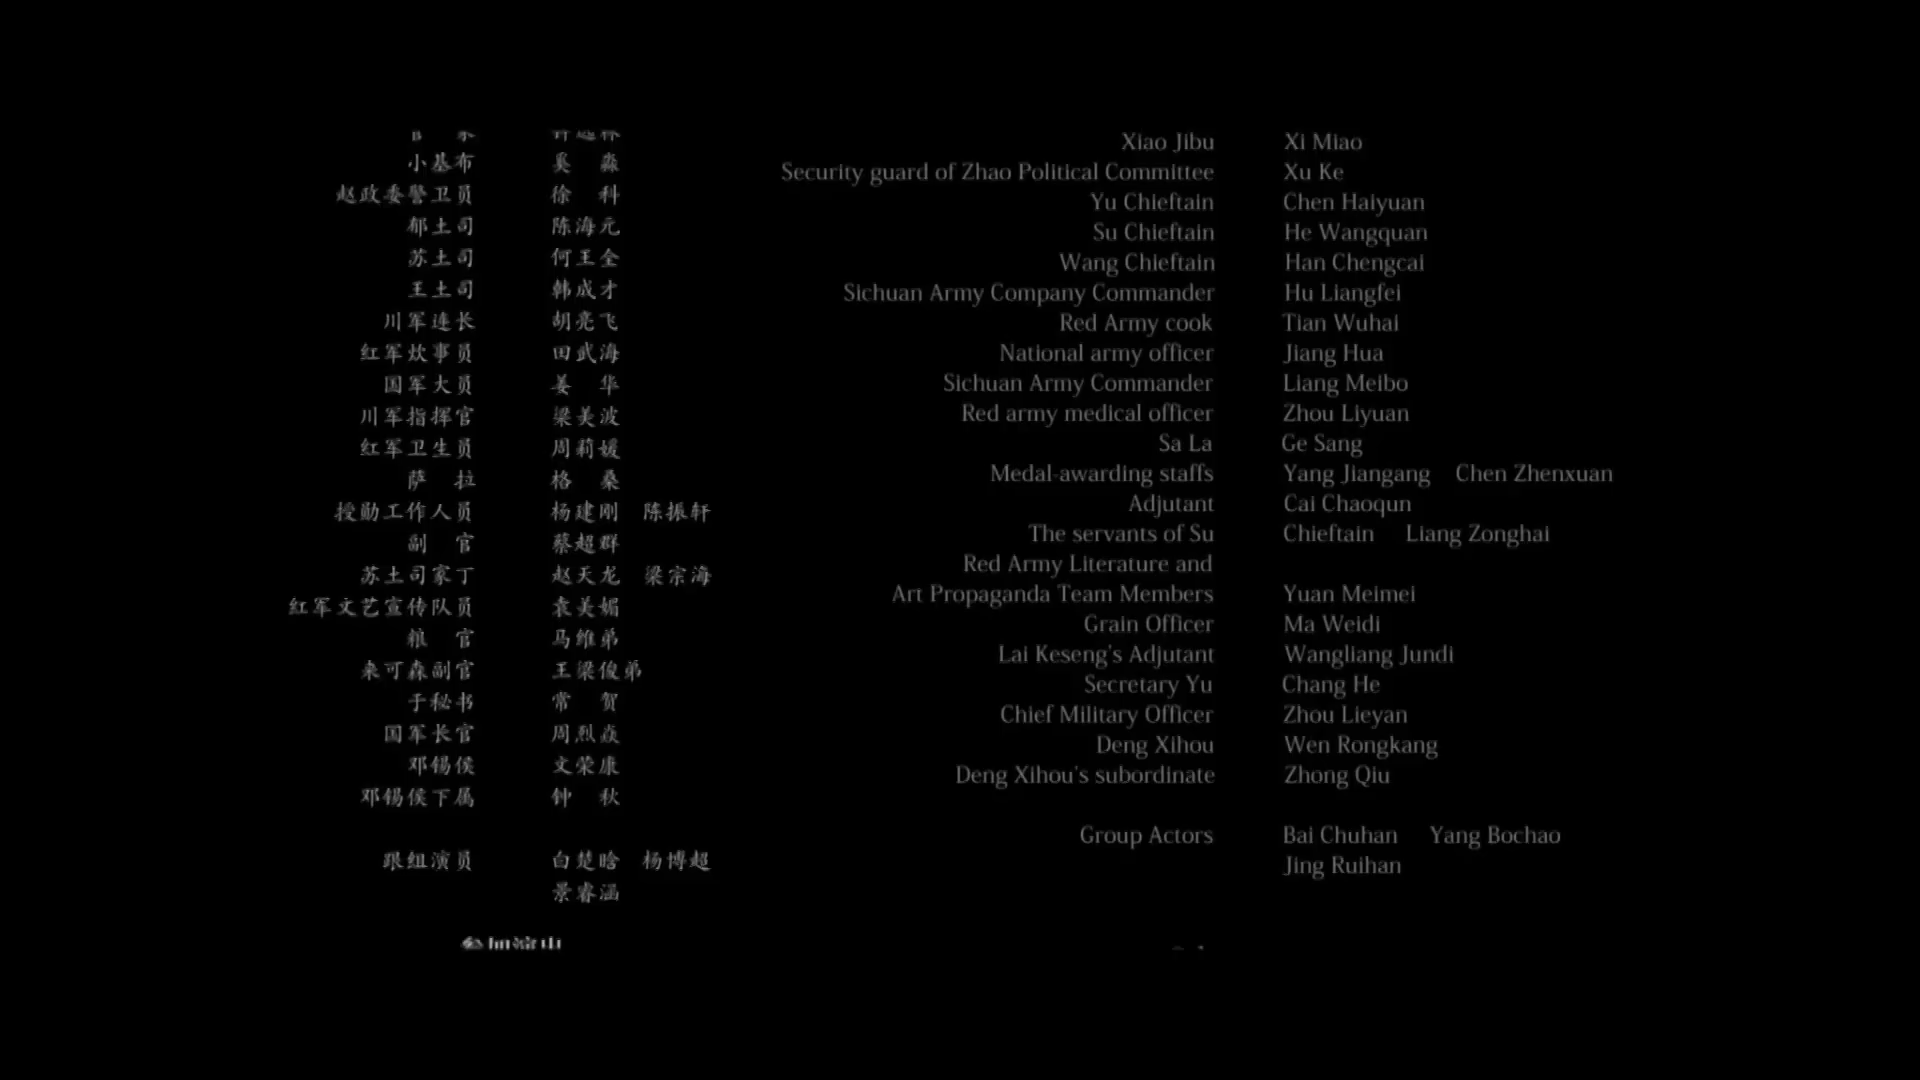 小基布 奚淼
赵政委警卫员 徐科
郁土司 陈海元
苏土司 何王全
王土司 韩成才
川军连长 胡亮飞
红军炊事员 田武海
国军大员 姜华
川军指挥官 梁美波
红军卫生员 周莉媛
萨拉 格桑
授勋工作人员 杨建刚 陈振轩
副官 蔡超群
苏土司家丁 赵天龙 梁宗海
红军文艺宣传队员 袁美媚
粮官 马维弟
来可森副官 王梁俊弟
于秘书 常贺
国军长官 周烈焱
邓锡侯 文荣康
邓锡侯下属 钟秋
跟组演员 白楚晗 杨博超
景睿涵
参加演出
Xiao Jibu Xi Miao
Security guard of Zhao Political Committee Xu Ke
Yu Chieftain Chen Haiyuan
Su Chieftain He Wangquan
Wang Chieftain Han Chengcai
Sichuan Army Company Commander Hu Liangfei
Red Army cook Tian Wuhai
National army officer Jiang Hua
Sichuan Army Commander Liang Meibo
Red army medical officer Zhou Liyuan
Sa La Ge Sang
Medal-awarding staffs Yang Jiangang Chen Zhenxuan
Adjutant Cai Chaoqun
The servants of Su Chieftain Liang Zonghai
Red Army Literature and
Art Propaganda Team Members Yuan Meimei
Grain Officer Ma Weidi
Lai Keseng's Adjutant Wangliang Jundi
Secretary Yu Chang He
Chief Military Officer Zhou Lieyan
Deng Xihou Wen Rongkang
Deng Xihou's subordinate Zhong Qiu
Group Actors Bai Chuhan Yang Bochao
Jing Ruihan